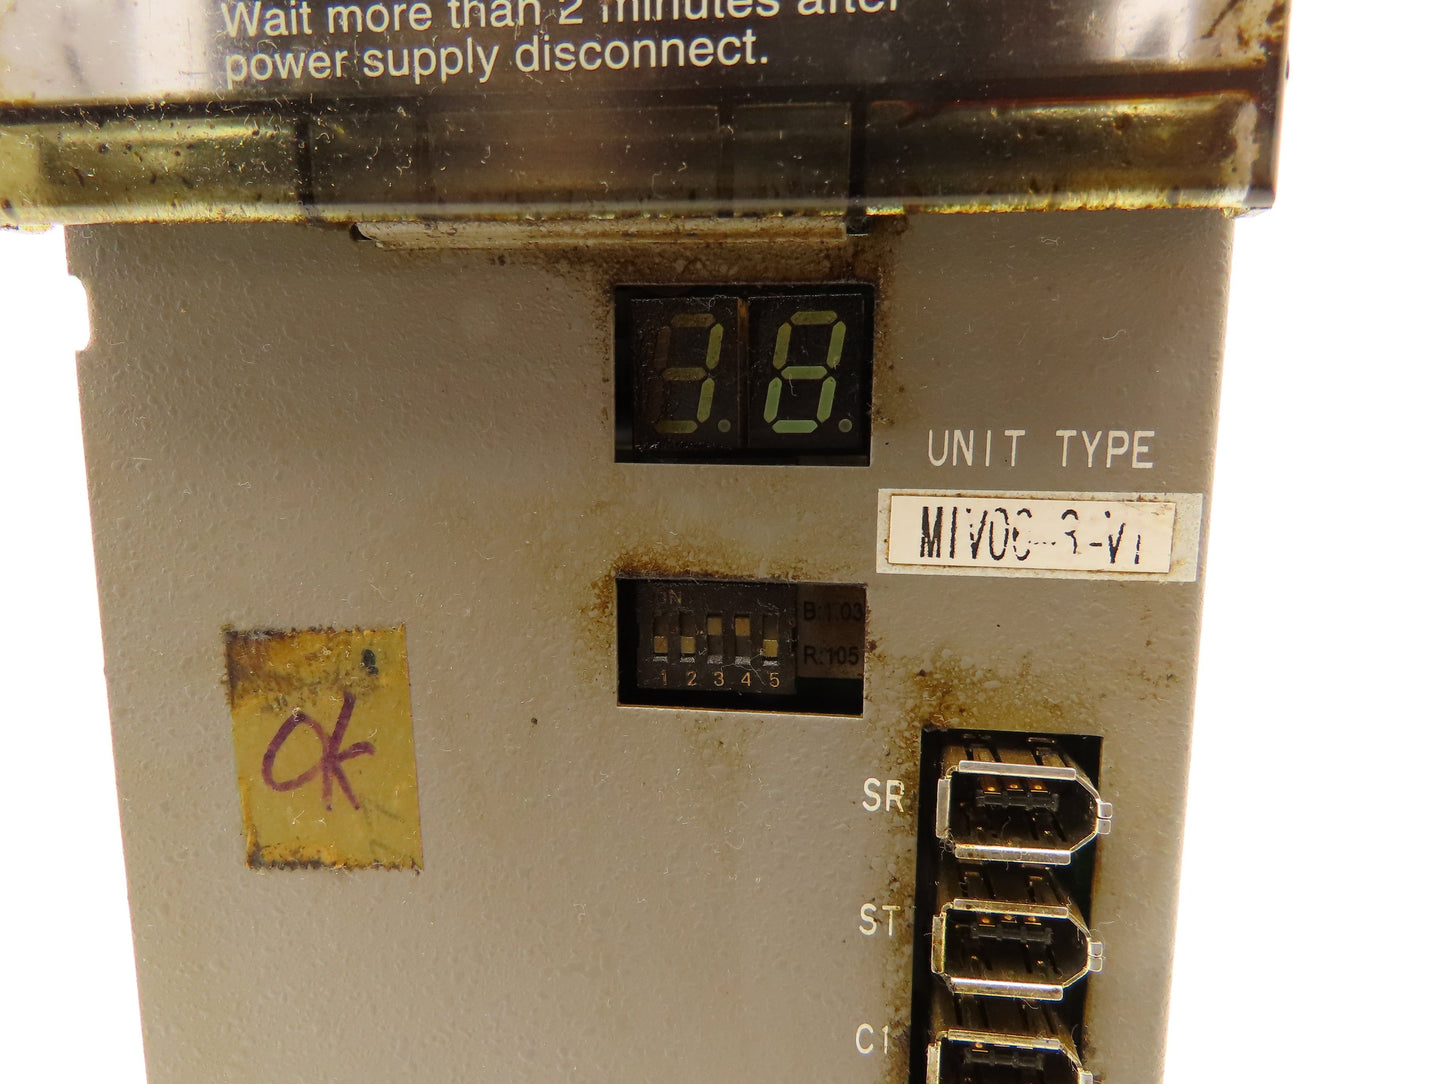 Wait more than 2 minutes after
power supply disconnect.
UNIT TYPE
ON
B:1.03
R:105
1 2 3 4 5
OK
SR
ST
C1